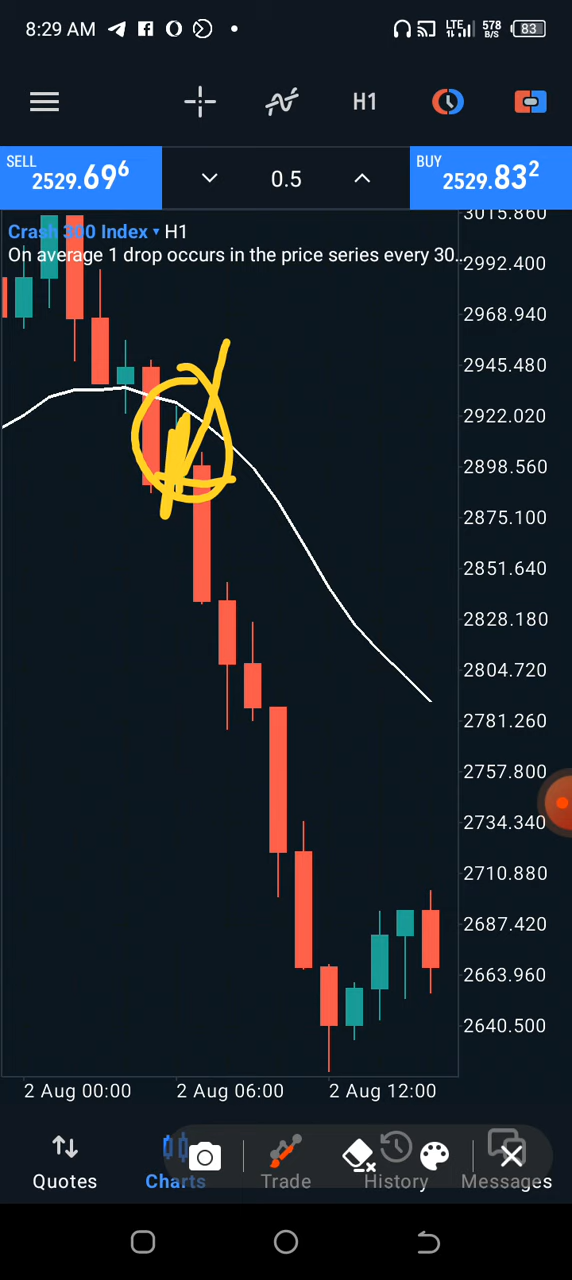 8:29 AM LTE 578 B/S 83
H1
SELL 2529.69⁶ 0.5 BUY 2529.83²
3015.860
Crash 300 Index ▾ H1
On average 1 drop occurs in the price series every 30...
2992.400
2968.940
2945.480
2922.020
2898.560
2875.100
2851.640
2828.180
2804.720
2781.260
2757.800
2734.340
2710.880
2687.420
2663.960
2640.500
2 Aug 00:00 2 Aug 06:00 2 Aug 12:00
Quotes Charts Trade History Messages